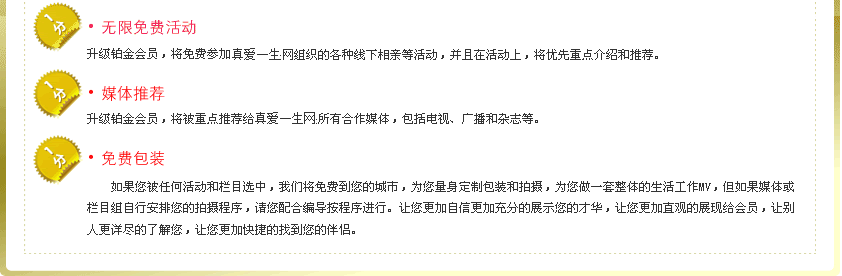 1分
• 无限免费活动
升级铂金会员，将免费参加真爱一生网组织的各种线下相亲等活动，并且在活动上，将优先重点介绍和推荐。
1分
• 媒体推荐
升级铂金会员，将被重点推荐给真爱一生网所有合作媒体，包括电视、广播和杂志等。
1分
• 免费包装
如果您被任何活动和栏目选中，我们将免费到您的城市，为您量身定制包装和拍摄，为您做一套整体的生活工作MV，但如果媒体或
栏目组自行安排您的拍摄程序，请您配合编导按程序进行。让您更加自信更加充分的展示您的才华，让您更加直观的展现给会员，让别
人更详尽的了解您，让您更加快捷的找到您的伴侣。